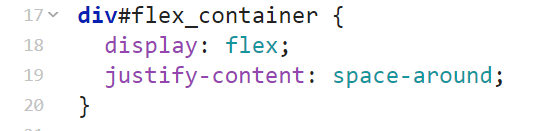 17 div#flex_container {
18   display: flex;
19   justify-content: space-around;
20 }